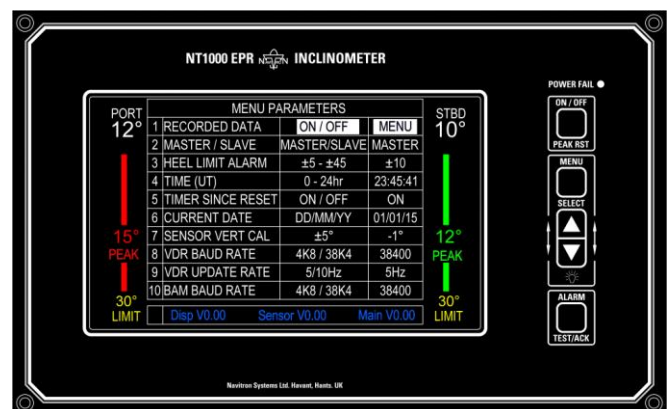 NT1000 EPR NAVITRON INCLINOMETER
POWER FAIL
ON / OFF
PEAK RST
MENU
SELECT
ALARM
TEST/ACK
PORT
12°
15°
PEAK
30°
LIMIT
MENU PARAMETERS
1 RECORDED DATA ON / OFF MENU
2 MASTER / SLAVE MASTER/SLAVE MASTER
3 HEEL LIMIT ALARM ±5 - ±45 ±10
4 TIME (UT) 0 - 24hr 23:45:41
5 TIMER SINCE RESET ON / OFF ON
6 CURRENT DATE DD/MM/YY 01/01/15
7 SENSOR VERT CAL ±5° -1°
8 VDR BAUD RATE 4K8 / 38K4 38400
9 VDR UPDATE RATE 5/10Hz 5Hz
10 BAM BAUD RATE 4K8 / 38K4 38400
Disp V0.00 Sensor V0.00 Main V0.00
STBD
10°
12°
PEAK
30°
LIMIT
Navitron Systems Ltd. Havant, Hants. UK